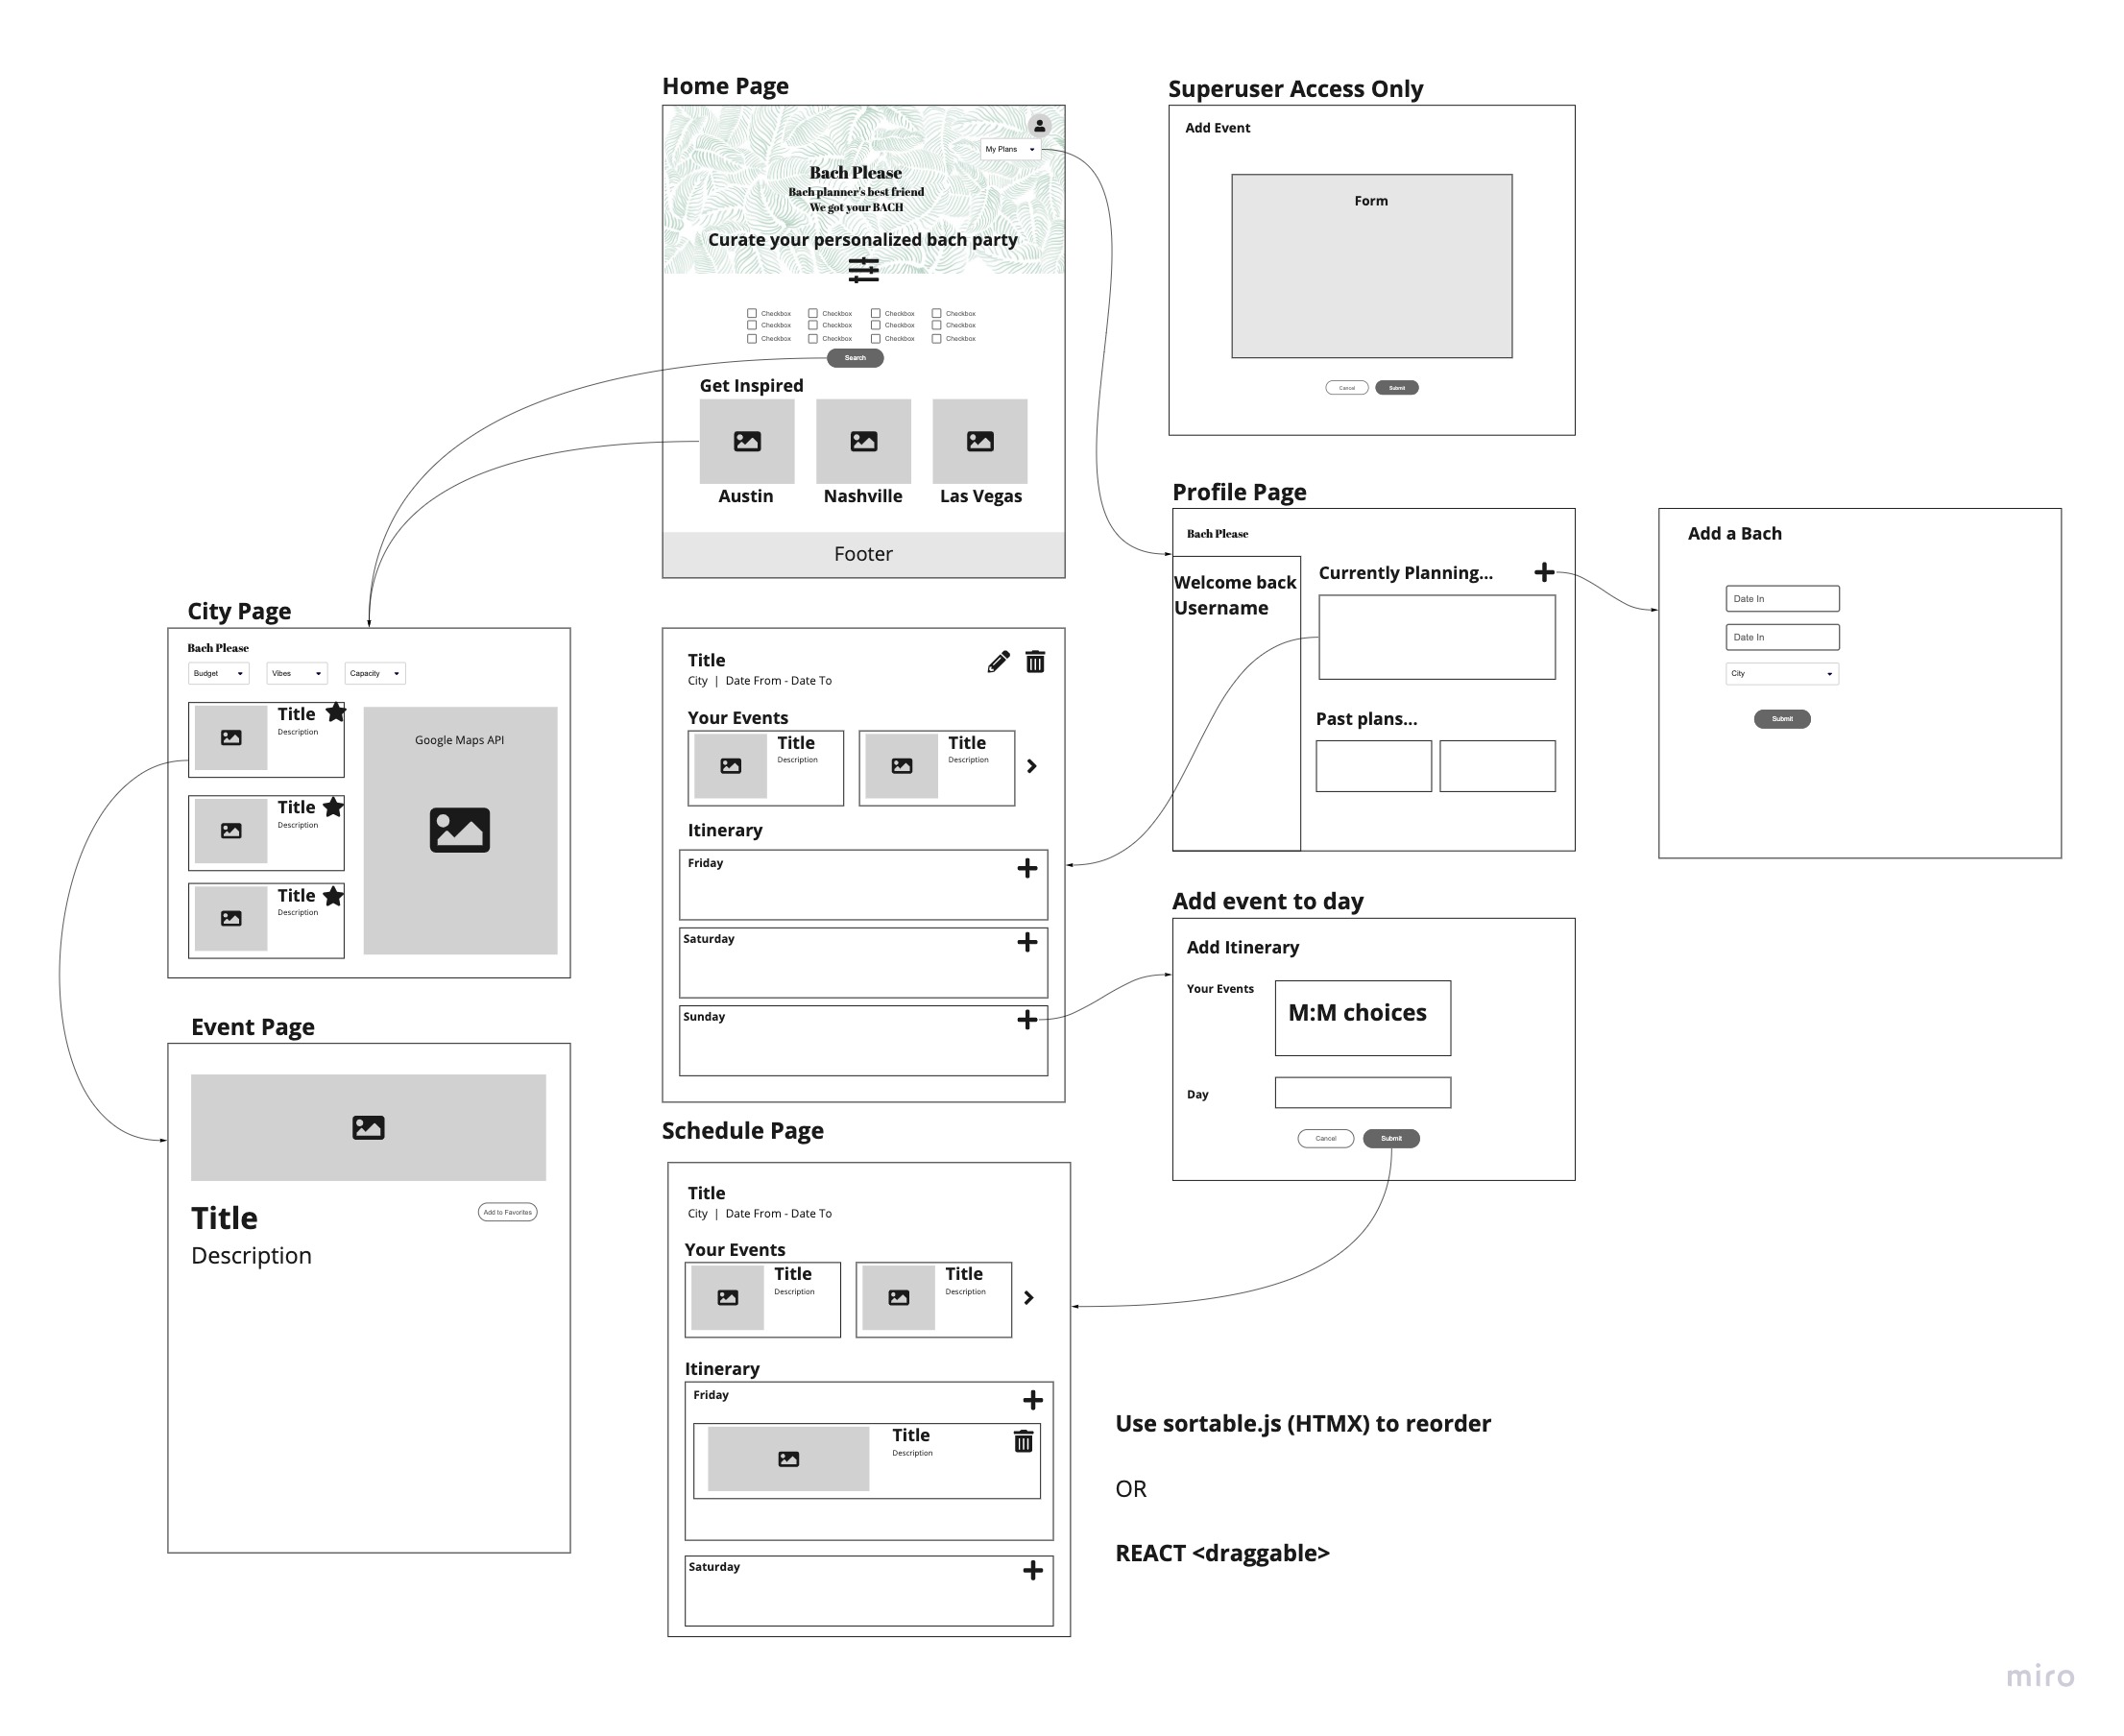 Home Page
My Plans
Bach Please
Bach planner's best friend
We got your BACH
Curate your personalized bach party
Checkbox Checkbox Checkbox Checkbox
Checkbox Checkbox Checkbox Checkbox
Checkbox Checkbox Checkbox Checkbox
Search
Get Inspired
Austin Nashville Las Vegas
Footer
Superuser Access Only
Add Event
Form
Cancel Submit
Profile Page
Bach Please
Welcome back
Username
Currently Planning...
Past plans...
Add a Bach
Date In
Date In
City
Submit
City Page
Bach Please
Budget Vibes Capacity
Title
Description
Title
Description
Title
Description
Google Maps API
Event Page
Title
Add to Favorites
Description
Title
City | Date From - Date To
Your Events
Title
Description
Title
Description
Itinerary
Friday
Saturday
Sunday
Add event to day
Add Itinerary
Your Events
M:M choices
Day
Cancel Submit
Schedule Page
Title
City | Date From - Date To
Your Events
Title
Description
Title
Description
Itinerary
Friday
Title
Description
Saturday
Use sortable.js (HTMX) to reorder
OR
REACT <draggable>
miro